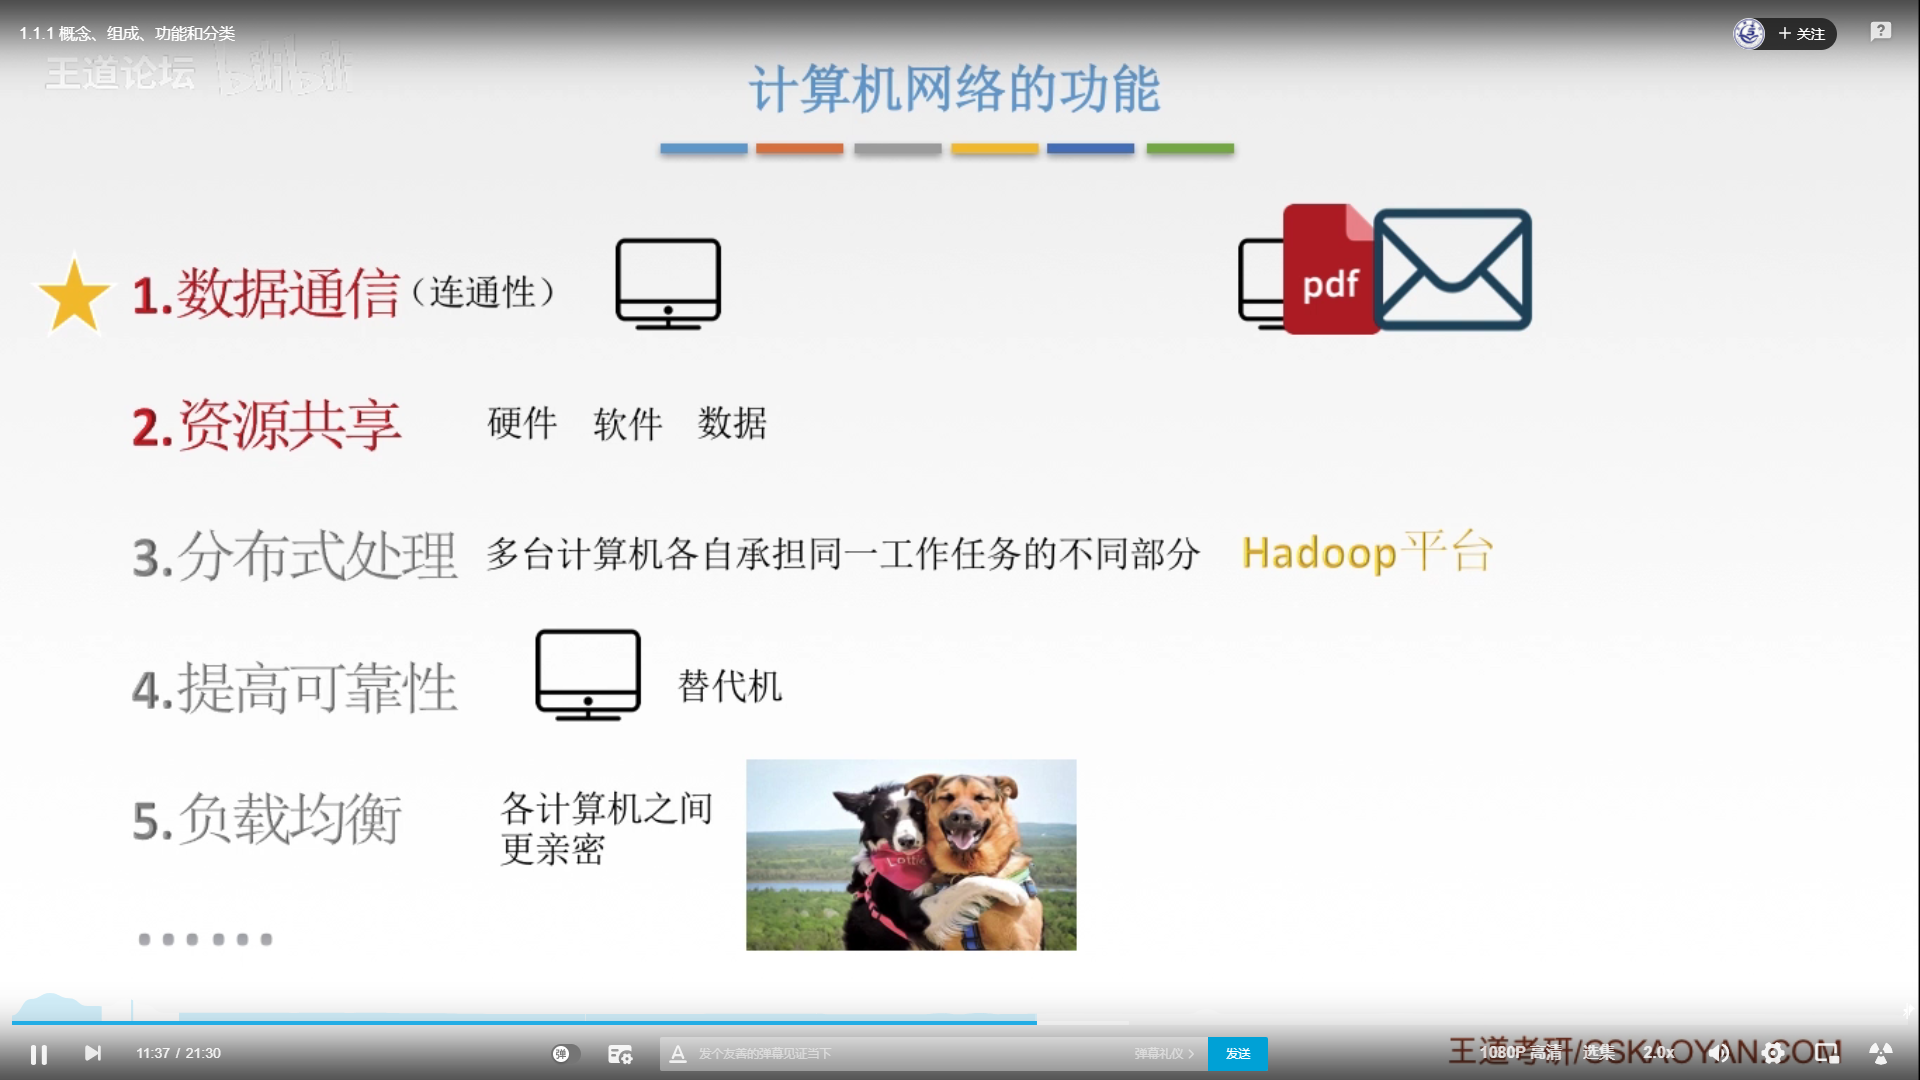 1.1.1 概念、组成、功能和分类
+ 关注
王道论坛 bilibili
计算机网络的功能
1.数据通信（连通性）
pdf
2.资源共享 硬件 软件 数据
3.分布式处理 多台计算机各自承担同一工作任务的不同部分 Hadoop平台
4.提高可靠性 替代机
5.负载均衡 各计算机之间
更亲密
Lottie
......
王道考研/CSKAOYAN.COM
11:37 / 21:30
弹
A 发个友善的弹幕见证当下 弹幕礼仪 > 发送
1080P 高清 选集 2.0x